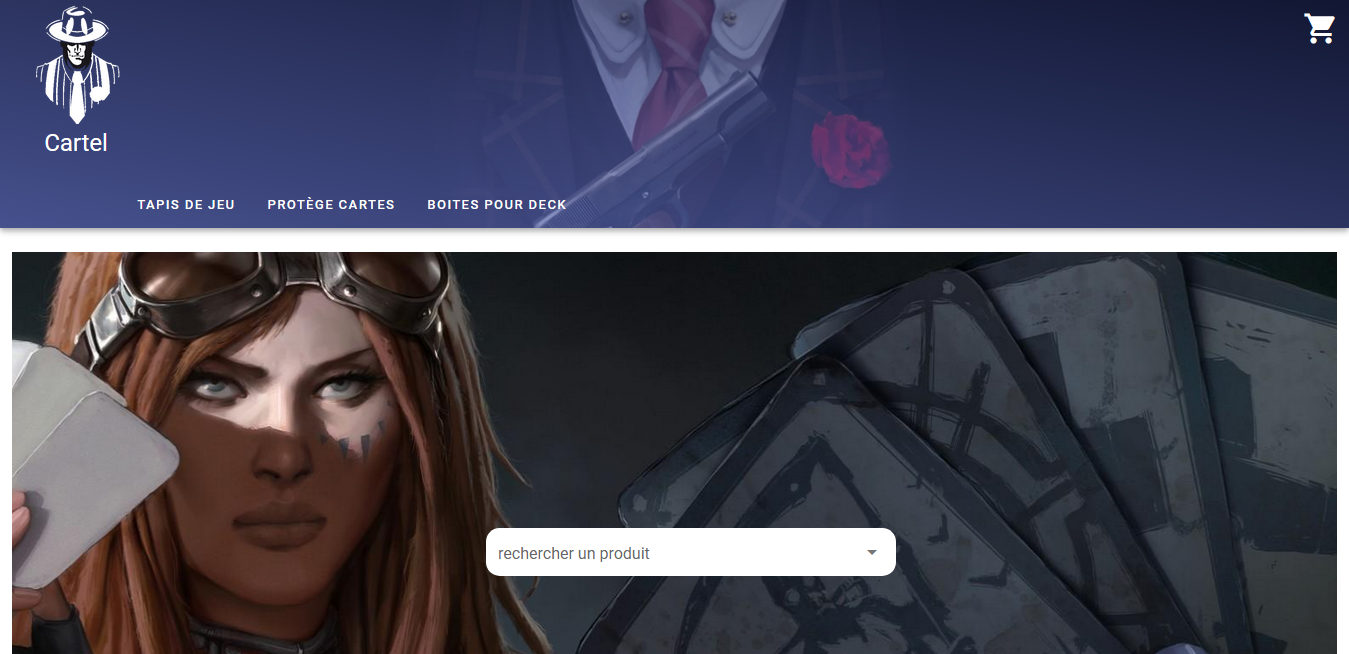 Cartel
TAPIS DE JEU PROTÈGE CARTES BOITES POUR DECK
rechercher un produit